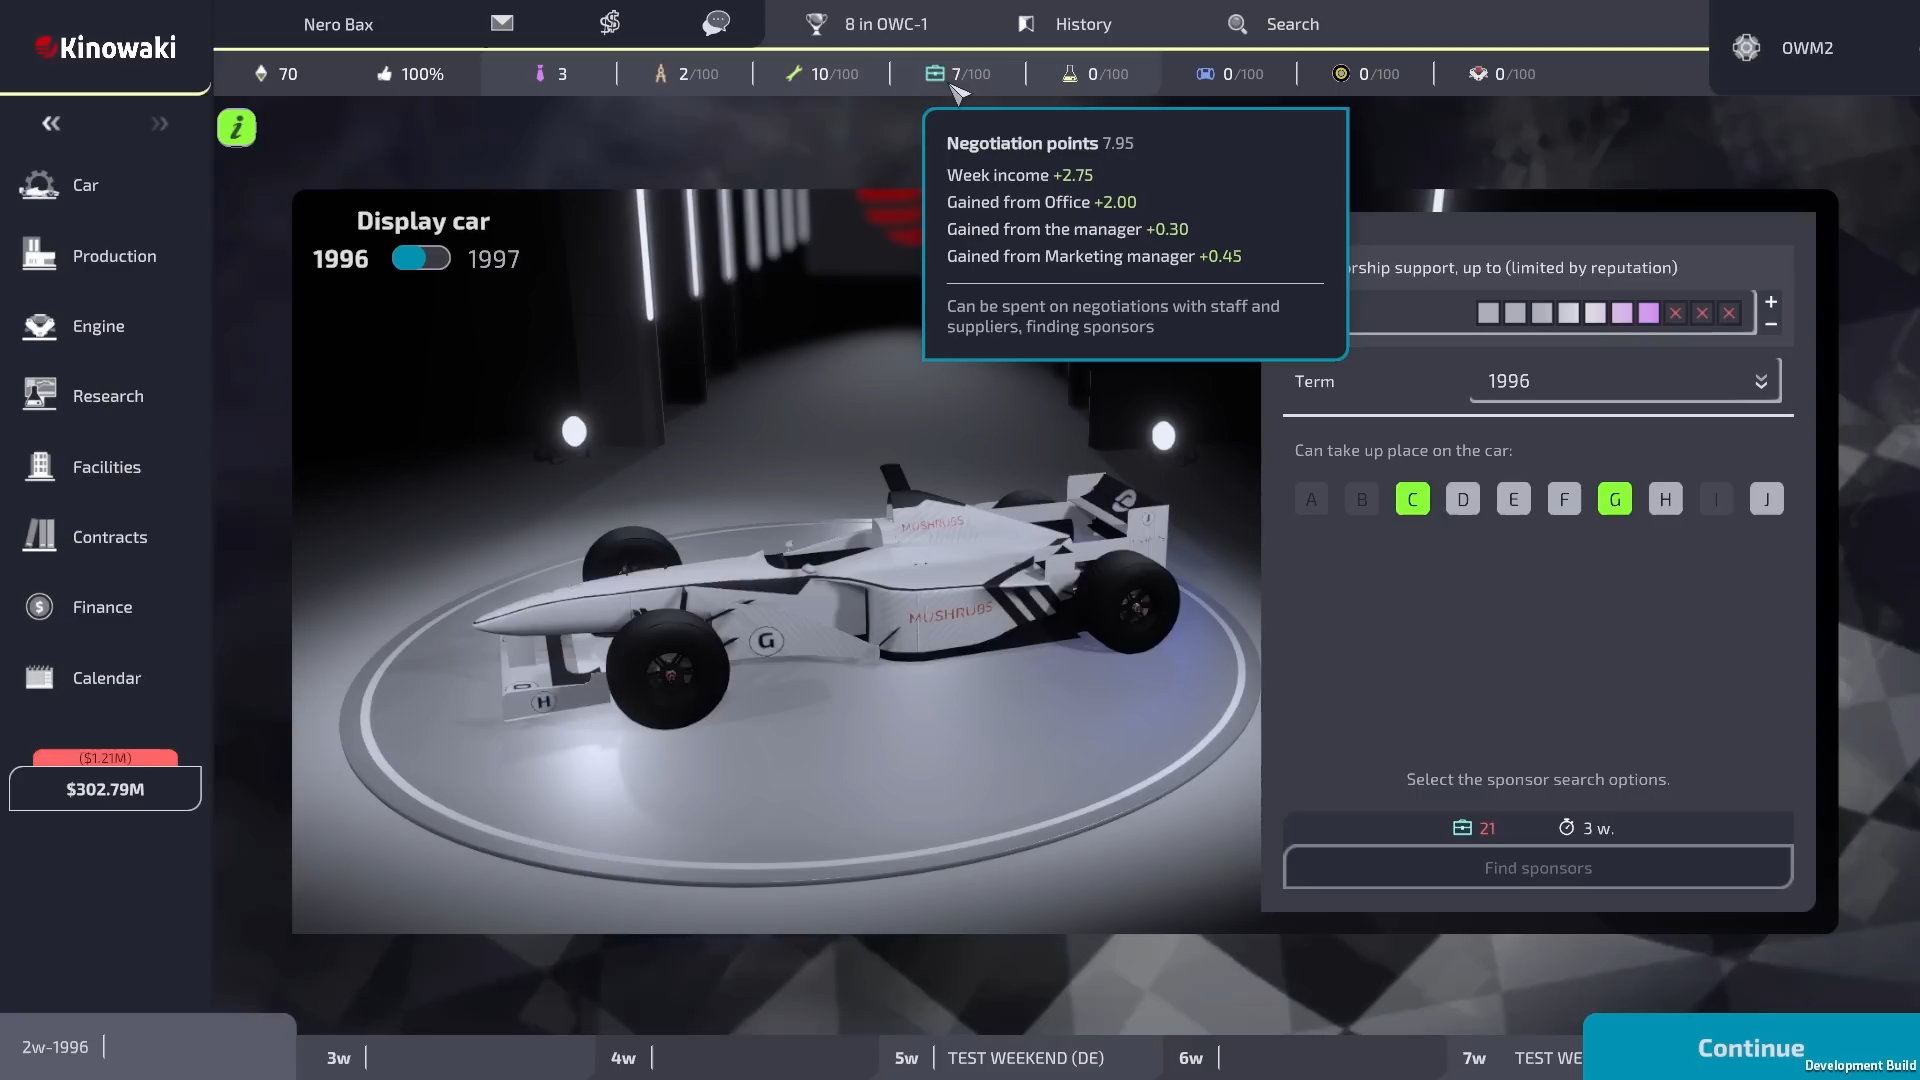 Kinowaki
Nero Bax
8 in OWC-1
History
Search
OWM2
70
100%
3
2/100
10/100
7/100
0/100
0/100
0/100
0/100
i
Car
Production
Engine
Research
Facilities
Contracts
Finance
Calendar
($1.21M)
$302.79M
Display car
1996
1997
Negotiation points 7.95
Week income +2.75
Gained from Office +2.00
Gained from the manager +0.30
Gained from Marketing manager +0.45
Can be spent on negotiations with staff and
suppliers, finding sponsors
rship support, up to (limited by reputation)
+
−
Term
1996
Can take up place on the car:
A B C D E F G H I J
MUSHRUBS
J
MUSHRUBS
G
D
H
Select the sponsor search options.
21
3 w.
Find sponsors
2w-1996
3w
4w
5w
TEST WEEKEND (DE)
6w
7w
TEST WE
Continue
Development Build